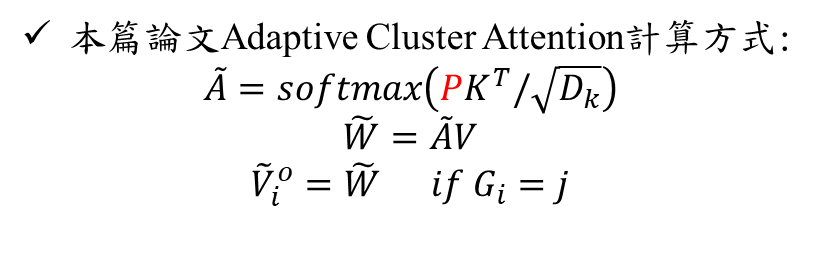 ✓ 本篇論文Adaptive Cluster Attention計算方式:
Ã = softmax(PK^T/√D_k)
W̃ = ÃV
Ṽ_i^o = W̃ if G_i = j